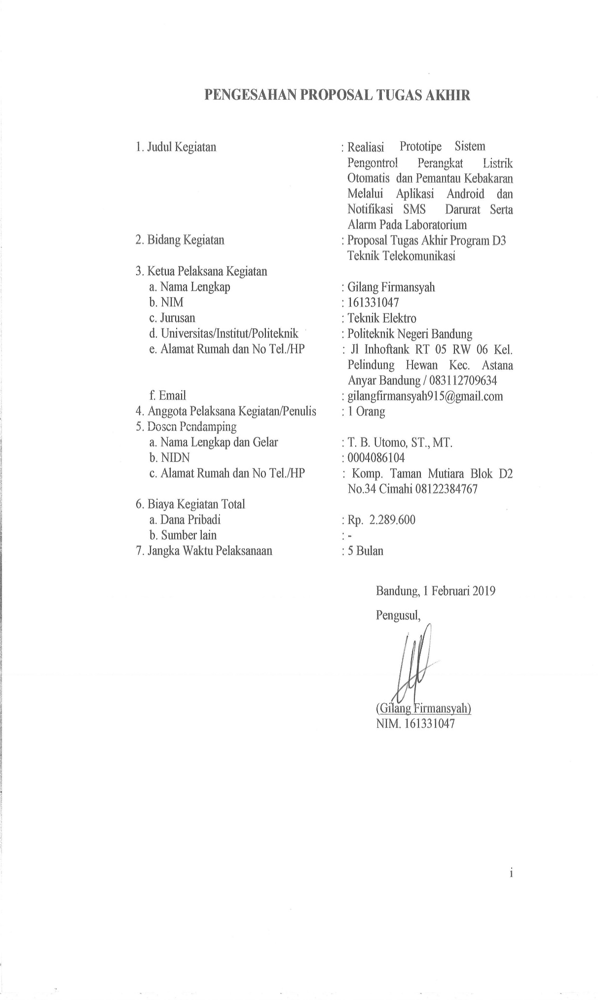 PENGESAHAN PROPOSAL TUGAS AKHIR
1. Judul Kegiatan : Realiasi Prototipe Sistem
Pengontrol Perangkat Listrik
Otomatis dan Pemantau Kebakaran
Melalui Aplikasi Android dan
Notifikasi SMS Darurat Serta
Alarm Pada Laboratorium
2. Bidang Kegiatan : Proposal Tugas Akhir Program D3
Teknik Telekomunikasi
3. Ketua Pelaksana Kegiatan
a. Nama Lengkap : Gilang Firmansyah
b. NIM : 161331047
c. Jurusan : Teknik Elektro
d. Universitas/Institut/Politeknik : Politeknik Negeri Bandung
e. Alamat Rumah dan No Tel./HP : Jl Inhoftank RT 05 RW 06 Kel.
Pelindung Hewan Kec. Astana
Anyar Bandung / 083112709634
f. Email : gilangfirmansyah915@gmail.com
4. Anggota Pelaksana Kegiatan/Penulis : 1 Orang
5. Dosen Pendamping
a. Nama Lengkap dan Gelar : T. B. Utomo, ST., MT.
b. NIDN : 0004086104
c. Alamat Rumah dan No Tel./HP : Komp. Taman Mutiara Blok D2
No.34 Cimahi 08122384767
6. Biaya Kegiatan Total
a. Dana Pribadi : Rp. 2.289.600
b. Sumber lain : -
7. Jangka Waktu Pelaksanaan : 5 Bulan
Bandung, 1 Februari 2019
Pengusul,
(Gilang Firmansyah)
NIM. 161331047
i